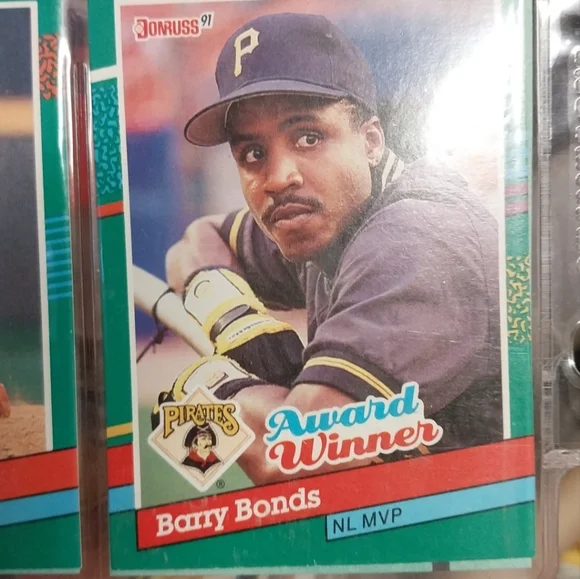 DONRUSS '91
P
PIRATES
®
Award
Winner
Barry Bonds
NL MVP